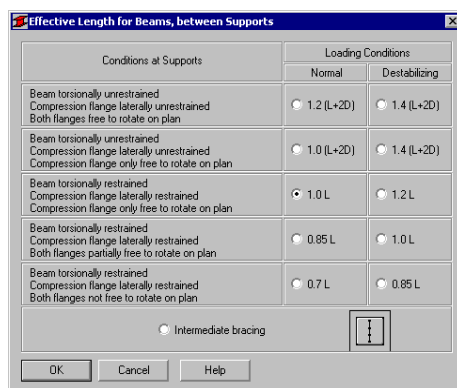 Effective Length for Beams, between Supports
Conditions at Supports
Loading Conditions
Normal
Destabilizing
Beam torsionally unrestrained
Compression flange laterally unrestrained
Both flanges free to rotate on plan
1.2 (L+2D)
1.4 (L+2D)
Beam torsionally unrestrained
Compression flange laterally unrestrained
Compression flange only free to rotate on plan
1.0 (L+2D)
1.4 (L+2D)
Beam torsionally restrained
Compression flange laterally restrained
Compression flange only free to rotate on plan
1.0 L
1.2 L
Beam torsionally restrained
Compression flange laterally restrained
Both flanges partially free to rotate on plan
0.85 L
1.0 L
Beam torsionally restrained
Compression flange laterally restrained
Both flanges not free to rotate on plan
0.7 L
0.85 L
Intermediate bracing
OK
Cancel
Help